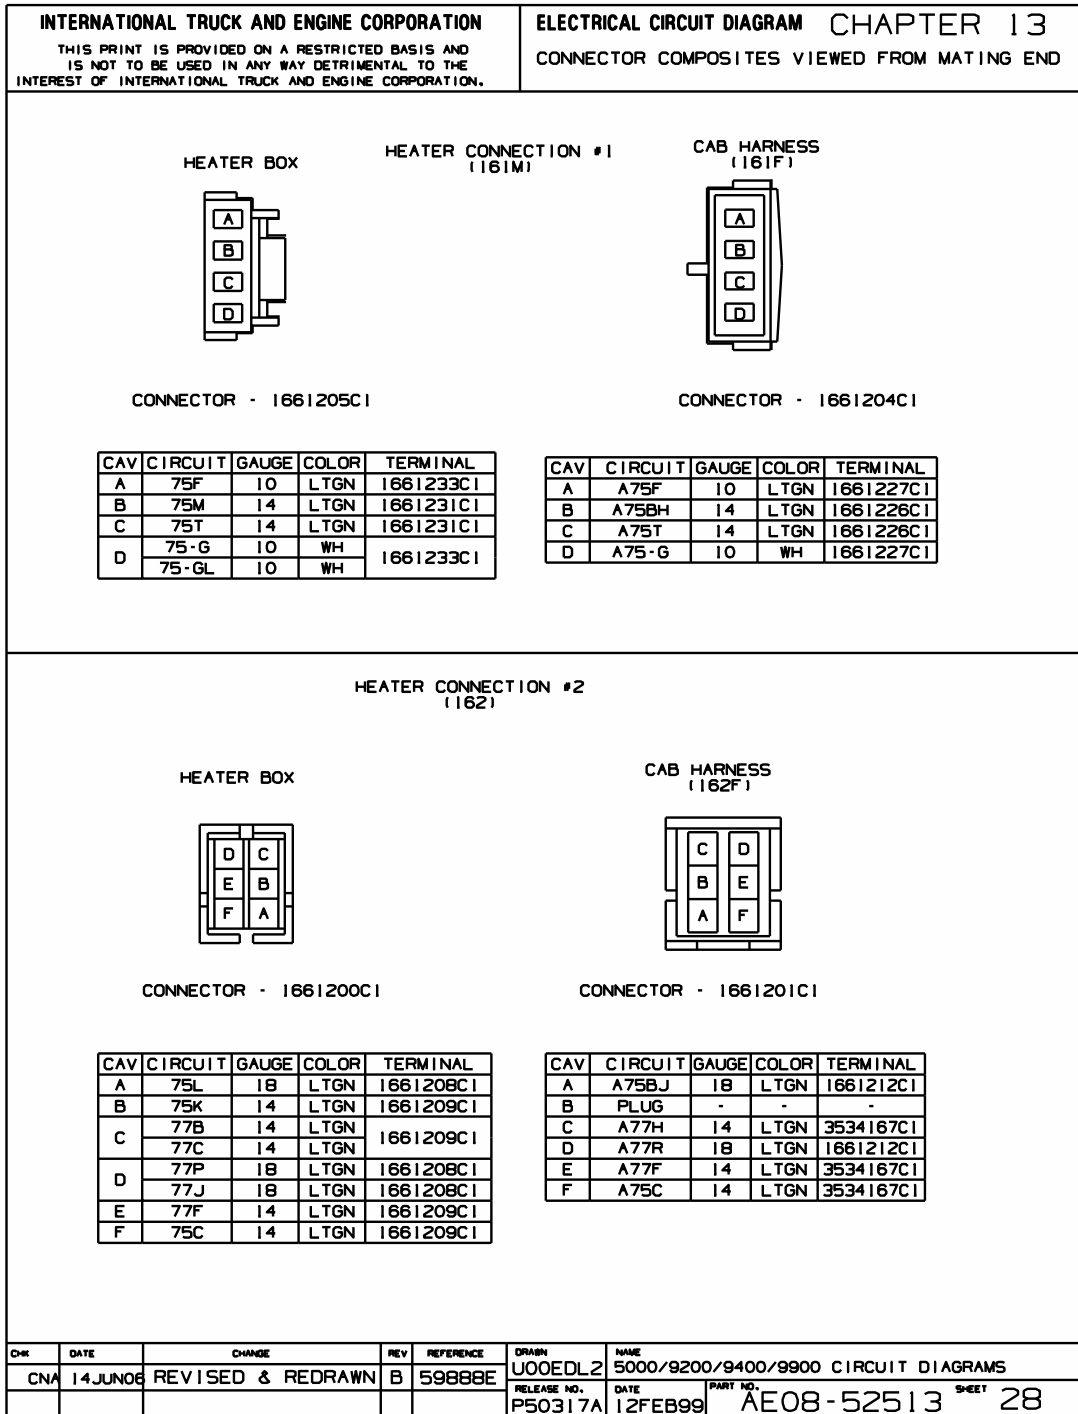 INTERNATIONAL TRUCK AND ENGINE CORPORATION
THIS PRINT IS PROVIDED ON A RESTRICTED BASIS AND
IS NOT TO BE USED IN ANY WAY DETRIMENTAL TO THE
INTEREST OF INTERNATIONAL TRUCK AND ENGINE CORPORATION.
ELECTRICAL CIRCUIT DIAGRAM CHAPTER 13
CONNECTOR COMPOSITES VIEWED FROM MATING END
HEATER CONNECTION #1
(161M)
HEATER BOX
A
B
C
D
CONNECTOR - 1661205C1
CAV CIRCUIT GAUGE COLOR TERMINAL
A 75F 10 LTGN 1661233C1
B 75M 14 LTGN 1661231C1
C 75T 14 LTGN 1661231C1
D 75-G 10 WH 1661233C1
75-GL 10 WH
CAB HARNESS
(161F)
A
B
C
D
CONNECTOR - 1661204C1
CAV CIRCUIT GAUGE COLOR TERMINAL
A A75F 10 LTGN 1661227C1
B A75BH 14 LTGN 1661226C1
C A75T 14 LTGN 1661226C1
D A75-G 10 WH 1661227C1
HEATER CONNECTION #2
(162)
HEATER BOX
D C
E B
F A
CONNECTOR - 1661200C1
CAV CIRCUIT GAUGE COLOR TERMINAL
A 75L 18 LTGN 1661208C1
B 75K 14 LTGN 1661209C1
C 77B 14 LTGN 1661209C1
77C 14 LTGN
D 77P 18 LTGN 1661208C1
77J 18 LTGN 1661208C1
E 77F 14 LTGN 1661209C1
F 75C 14 LTGN 1661209C1
CAB HARNESS
(162F)
C D
B E
A F
CONNECTOR - 1661201C1
CAV CIRCUIT GAUGE COLOR TERMINAL
A A75BJ 18 LTGN 1661212C1
B PLUG - - -
C A77H 14 LTGN 3534167C1
D A77R 18 LTGN 1661212C1
E A77F 14 LTGN 3534167C1
F A75C 14 LTGN 3534167C1
CHK DATE CHANGE REV REFERENCE
CNA 14JUN06 REVISED & REDRAWN B 59888E
DRAWN
U00EDL2
NAME
5000/9200/9400/9900 CIRCUIT DIAGRAMS
RELEASE NO.
P50317A
DATE
12FEB99
PART NO.
AE08-52513
SHEET 28